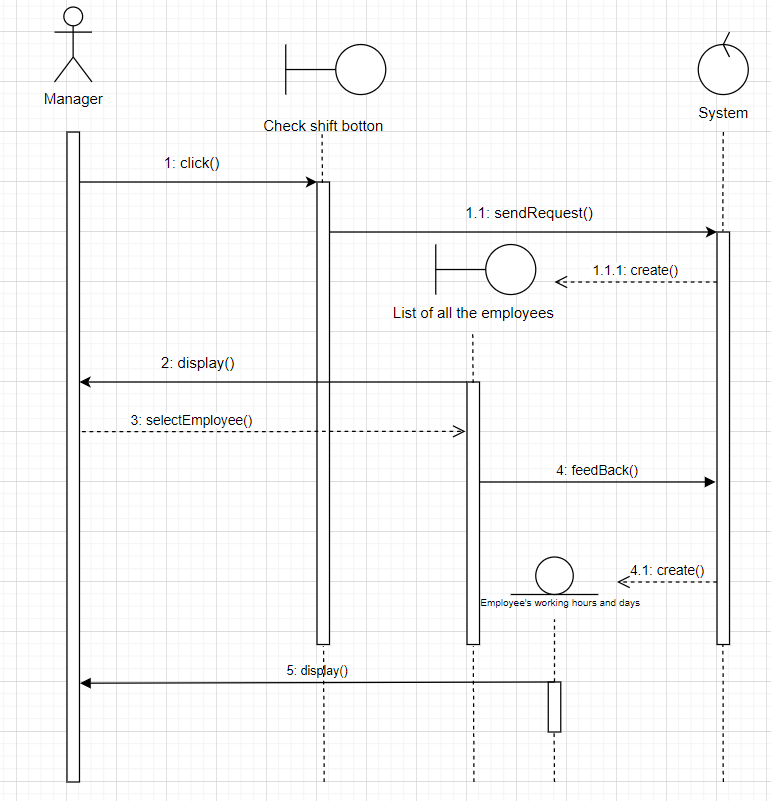 Manager
Check shift botton
System
1: click()
1.1: sendRequest()
1.1.1: create()
List of all the employees
2: display()
3: selectEmployee()
4: feedBack()
4.1: create()
Employee's working hours and days
5: display()